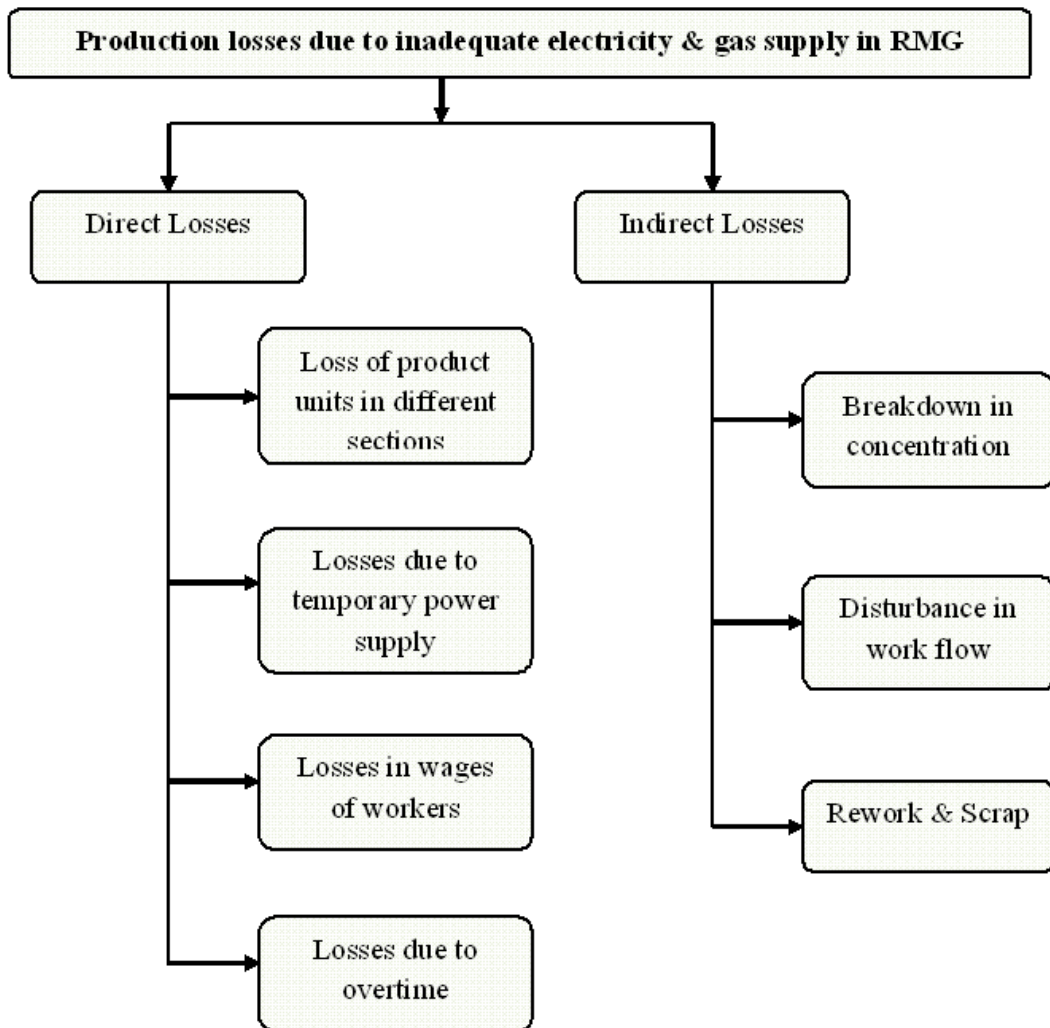 Production losses due to inadequate electricity & gas supply in RMG
Direct Losses
Indirect Losses
Loss of product
units in different
sections
Losses due to
temporary power
supply
Losses in wages
of workers
Losses due to
overtime
Breakdown in
concentration
Disturbance in
work flow
Rework & Scrap